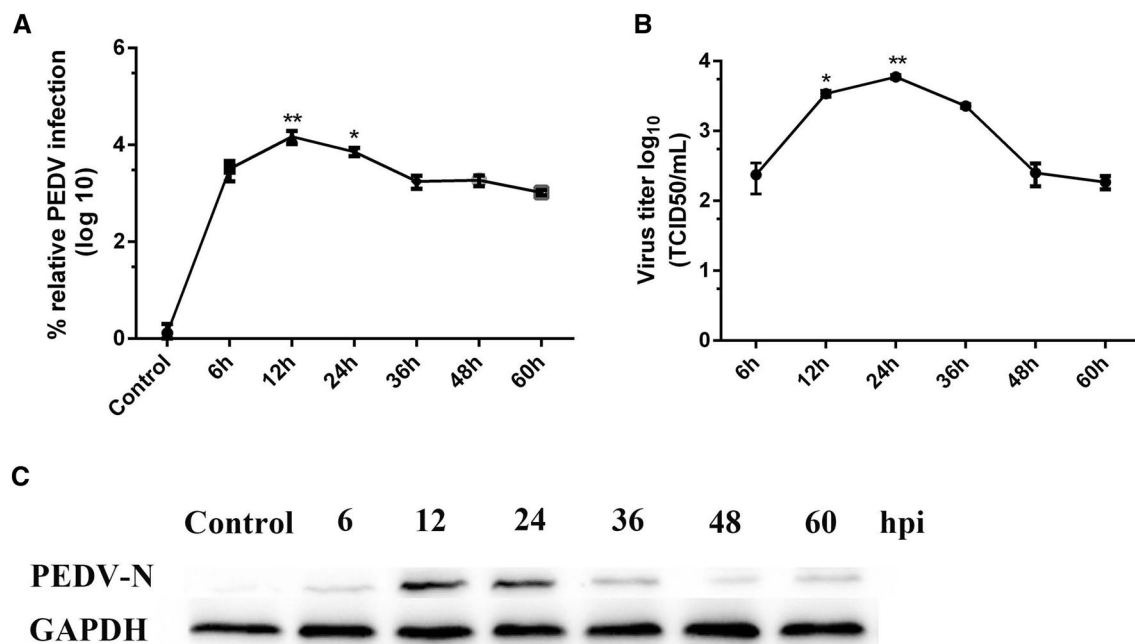 A
% relative PEDV infection
(log 10)
6
4
2
0
**
*
Control
6h
12h
24h
36h
48h
60h
B
Virus titer log10
(TCID50/mL)
4
3
2
1
0
*
**
6h
12h
24h
36h
48h
60h
C
Control 6 12 24 36 48 60 hpi
PEDV-N
GAPDH